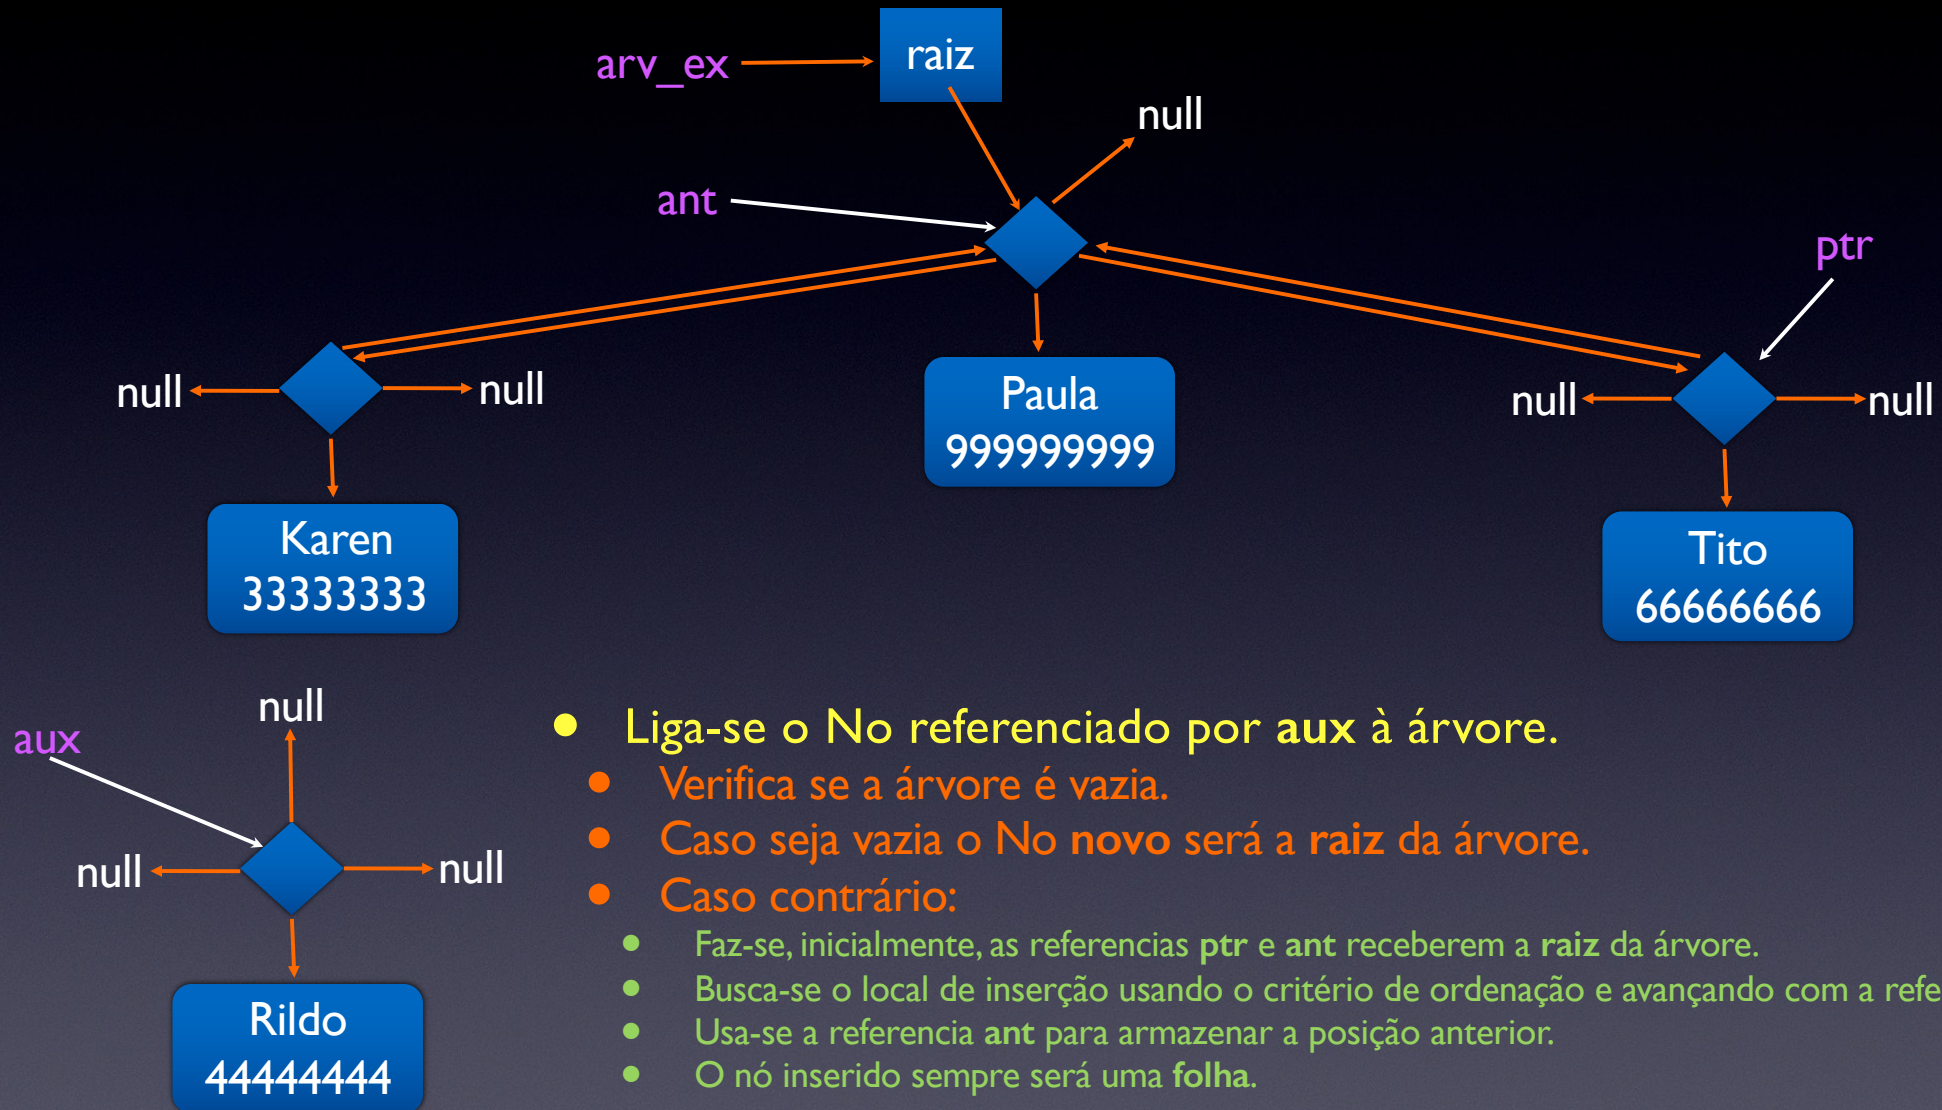 arv_ex
raiz
null
ant
ptr
null
null
Paula
999999999
null
null
Karen
33333333
Tito
66666666
null
aux
null
null
Rildo
44444444
● Liga-se o No referenciado por aux à árvore.
● Verifica se a árvore é vazia.
● Caso seja vazia o No novo será a raiz da árvore.
● Caso contrário:
● Faz-se, inicialmente, as referencias ptr e ant receberem a raiz da árvore.
● Busca-se o local de inserção usando o critério de ordenação e avançando com a refe
● Usa-se a referencia ant para armazenar a posição anterior.
● O nó inserido sempre será uma folha.